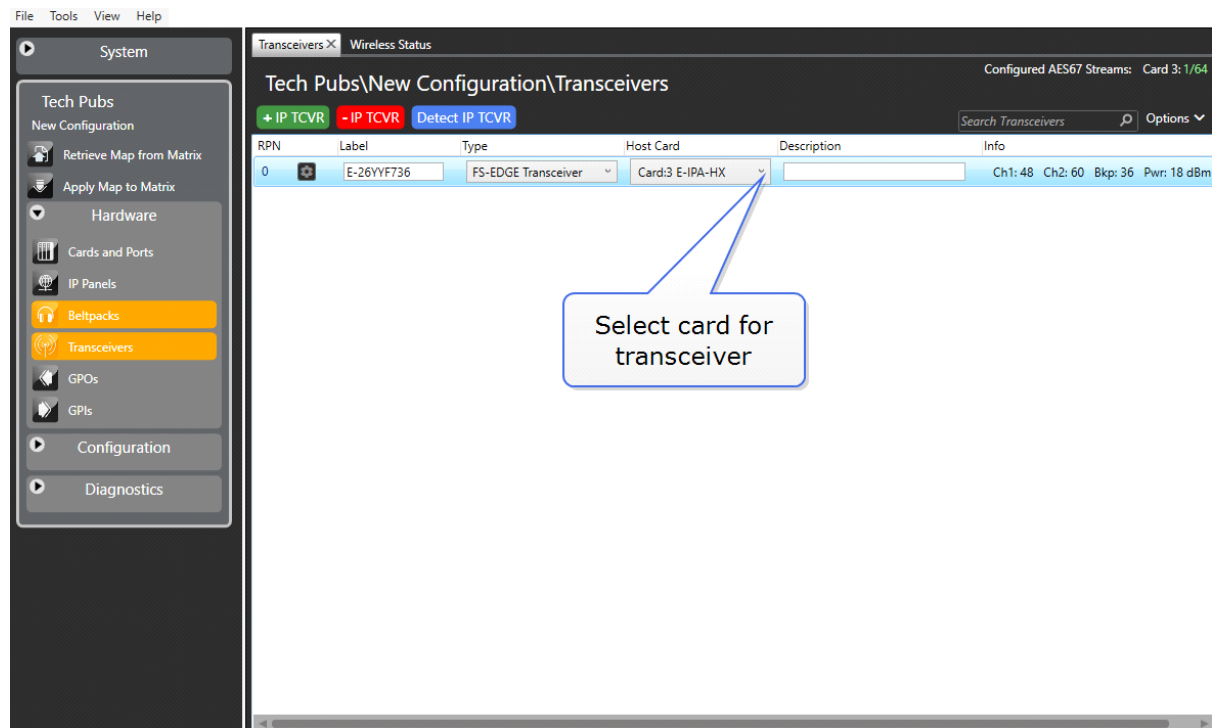 File Tools View Help
System
Tech Pubs
New Configuration
Retrieve Map from Matrix
Apply Map to Matrix
Hardware
Cards and Ports
IP Panels
Beltpacks
Transceivers
GPOs
GPIs
Configuration
Diagnostics
Transceivers Wireless Status
Configured AES67 Streams: Card 3: 1/64
Tech Pubs\New Configuration\Transceivers
+ IP TCVR - IP TCVR Detect IP TCVR
Search Transceivers Options
RPN Label Type Host Card Description Info
0 E-26YYF736 FS-EDGE Transceiver Card:3 E-IPA-HX Ch1: 48 Ch2: 60 Bkp: 36 Pwr: 18 dBm
Select card for
transceiver